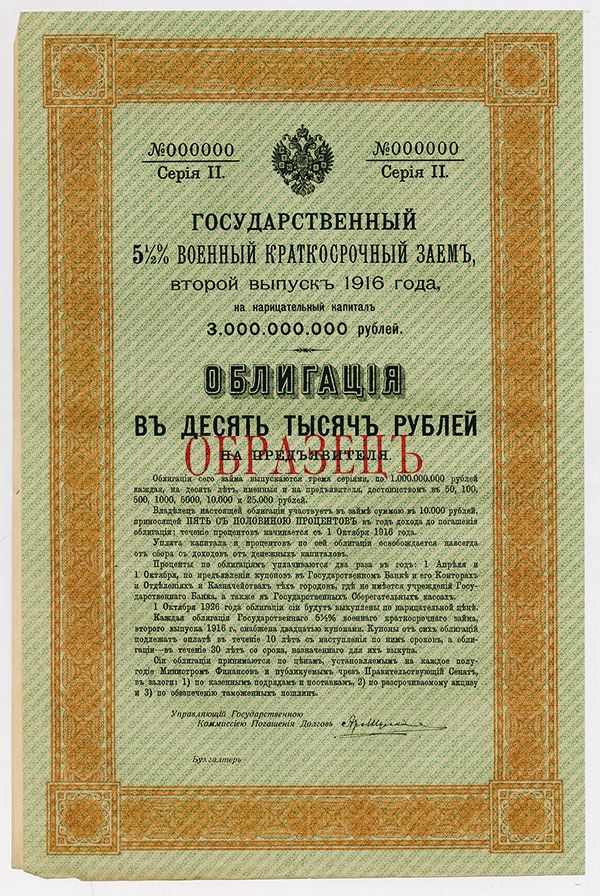 №000000
Серія II.
№000000
Серія II.
ГОСУДАРСТВЕННЫЙ
5½% ВОЕННЫЙ КРАТКОСРОЧНЫЙ ЗАЕМЪ,
ВТОРОЙ ВЫПУСКЪ 1916 ГОДА,
на нарицательный капиталъ
3.000.000.000 рублей.
ОБЛИГАЦІЯ
ВЪ ДЕСЯТЬ ТЫСЯЧЪ РУБЛЕЙ
НА ПРЕДЪЯВИТЕЛЯ.
ОБРАЗЕЦЪ
Облигаціи сего займа выпускаются тремя серіями, по 1.000.000.000 рублей
каждая, на десять лѣтъ, именныя и на предъявителя, достоинствомъ въ 50, 100,
500, 1000, 5000, 10.000 и 25.000 рублей.
Владѣлецъ настоящей облигаціи участвуетъ въ займѣ суммою въ 10.000 рублей,
приносящей ПЯТЬ СЪ ПОЛОВИНОЮ ПРОЦЕНТОВЪ въ годъ дохода до погашенія
облигаціи; теченіе процентовъ начинается съ 1 Октября 1916 года.
Уплата капитала и процентовъ по сей облигаціи освобождается навсегда
отъ сбора съ доходовъ отъ денежныхъ капиталовъ.
Проценты по облигаціямъ уплачиваются два раза въ годъ: 1 Апрѣля и
1 Октября, по предъявленіи купоновъ въ Государственномъ Банкѣ и его Конторахъ
и Отдѣленіяхъ и Казначействахъ тѣхъ городовъ, гдѣ не имѣется учрежденій Госу-
дарственнаго Банка, а также въ Государственныхъ Сберегательныхъ кассахъ.
1 Октября 1926 года облигаціи сіи будутъ выкуплены по нарицательной цѣнѣ.
Каждая облигація Государственнаго 5½% военнаго краткосрочнаго займа,
второго выпуска 1916 г., снабжена двадцатью купонами. Купоны отъ сихъ облигацій
подлежатъ оплатѣ въ теченіе 10 лѣтъ съ наступленія по нимъ сроковъ, а обли-
гаціи—въ теченіе 30 лѣтъ со срока, назначеннаго для ихъ выкупа.
Сіи облигаціи принимаются по цѣнамъ, установляемымъ на каждое полу-
годіе Министромъ Финансовъ и публикуемымъ чрезъ Правительствующій Сенатъ,
въ залоги: 1) по казеннымъ подрядамъ и поставкамъ, 2) по разсрочиваемому акцизу
и 3) по обезпеченію таможенныхъ пошлинъ.
Управляющій Государственною
Коммиссіею Погашенія Долговъ
Бухгалтеръ